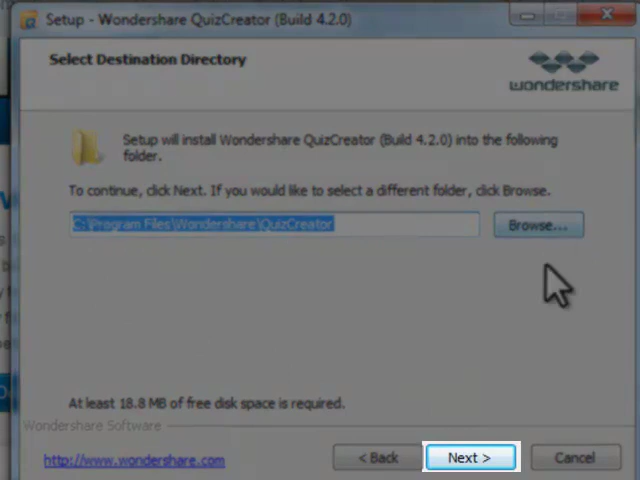 Setup - Wondershare QuizCreator (Build 4.2.0)
Select Destination Directory
wondershare
Setup will install Wondershare QuizCreator (Build 4.2.0) into the following
folder.
To continue, click Next. If you would like to select a different folder, click Browse.
C:\Program Files\Wondershare\QuizCreator
Browse...
At least 18.8 MB of free disk space is required.
Wondershare Software
http://www.wondershare.com
< Back
Next >
Cancel